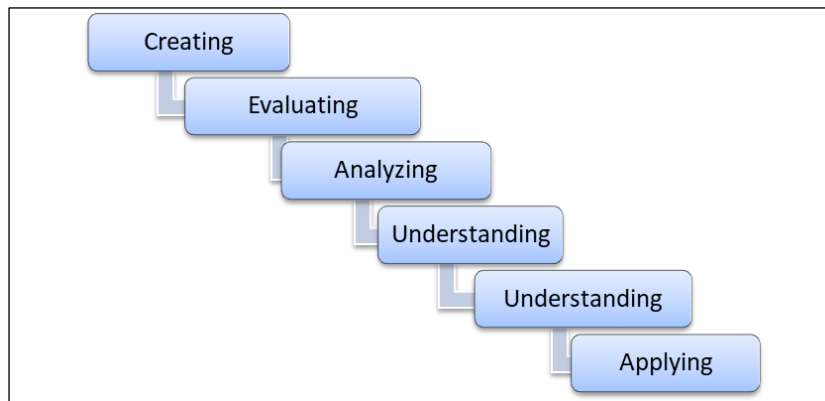 Creating
Evaluating
Analyzing
Understanding
Understanding
Applying